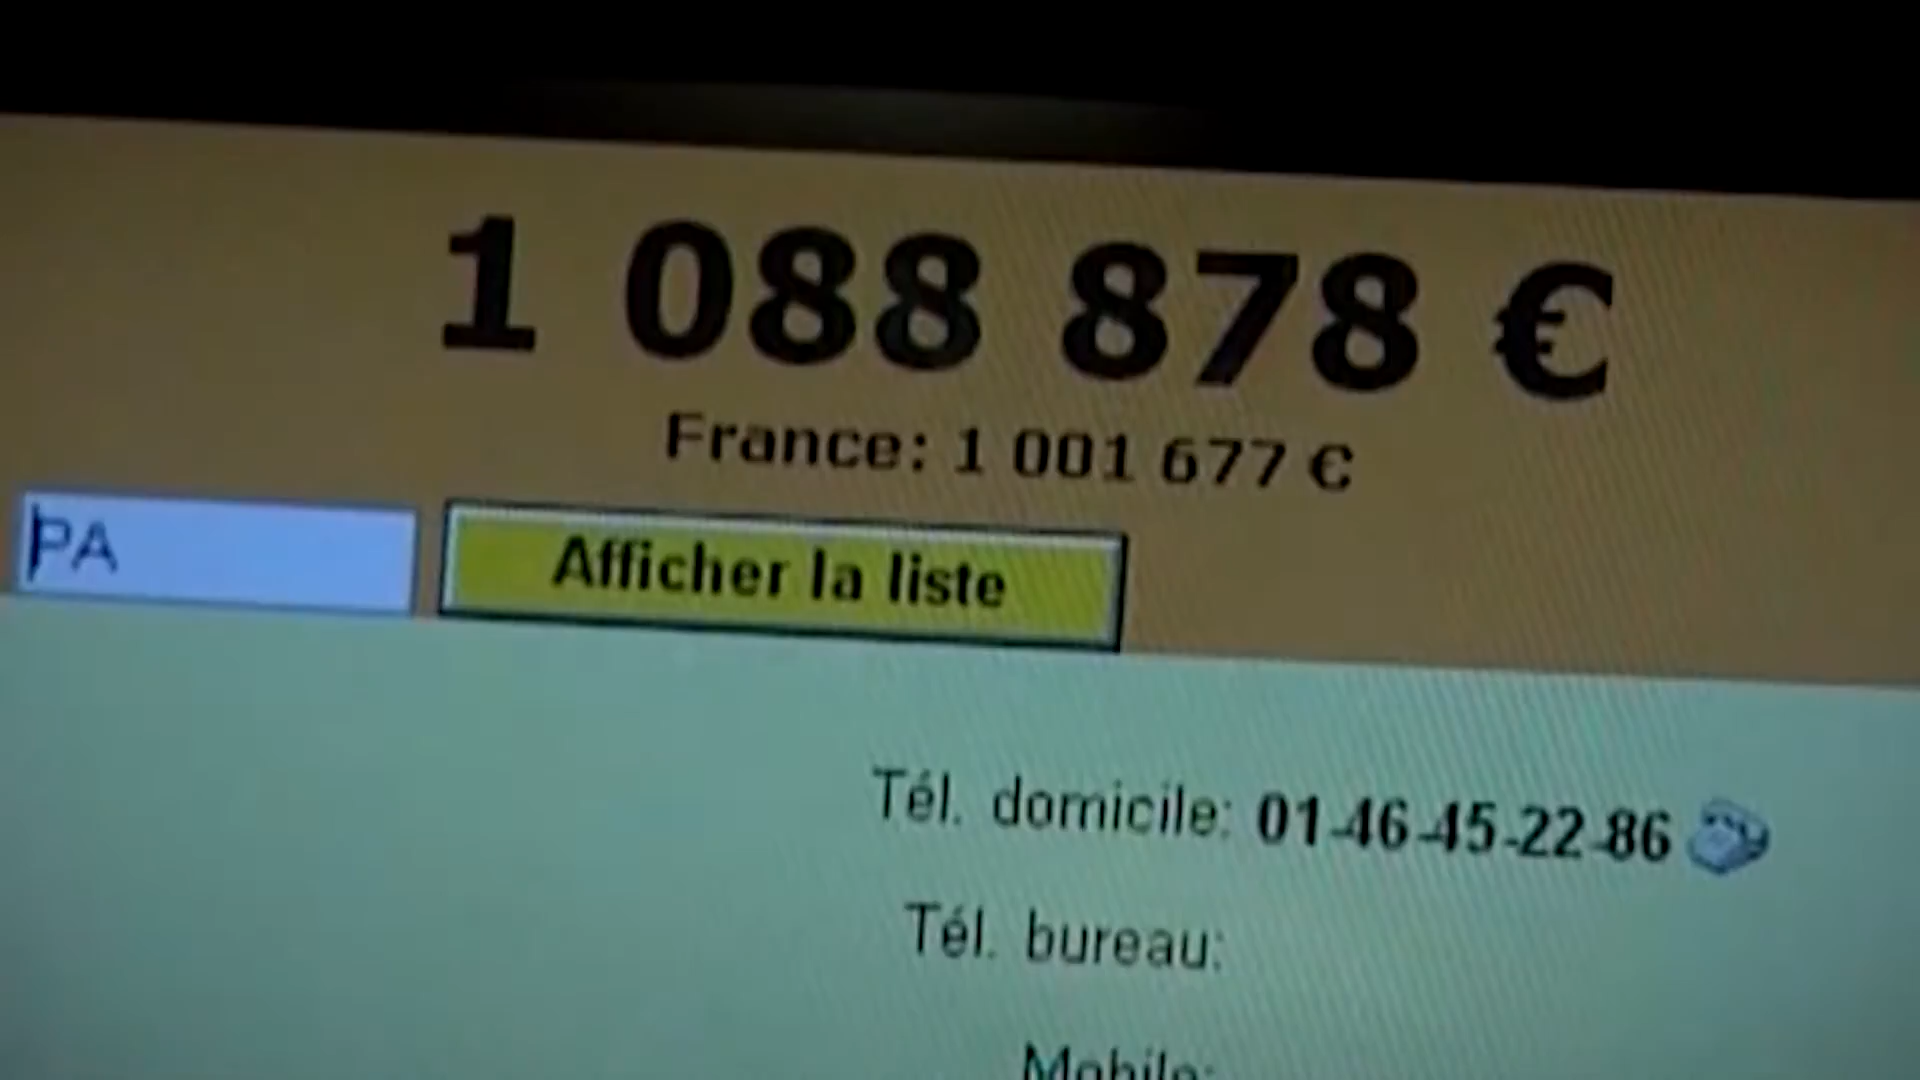 1 088 878 €
France: 1 001 677 €
PA
Afficher la liste
Tél. domicile: 01-46-45-22-86
Tél. bureau:
Mobile: